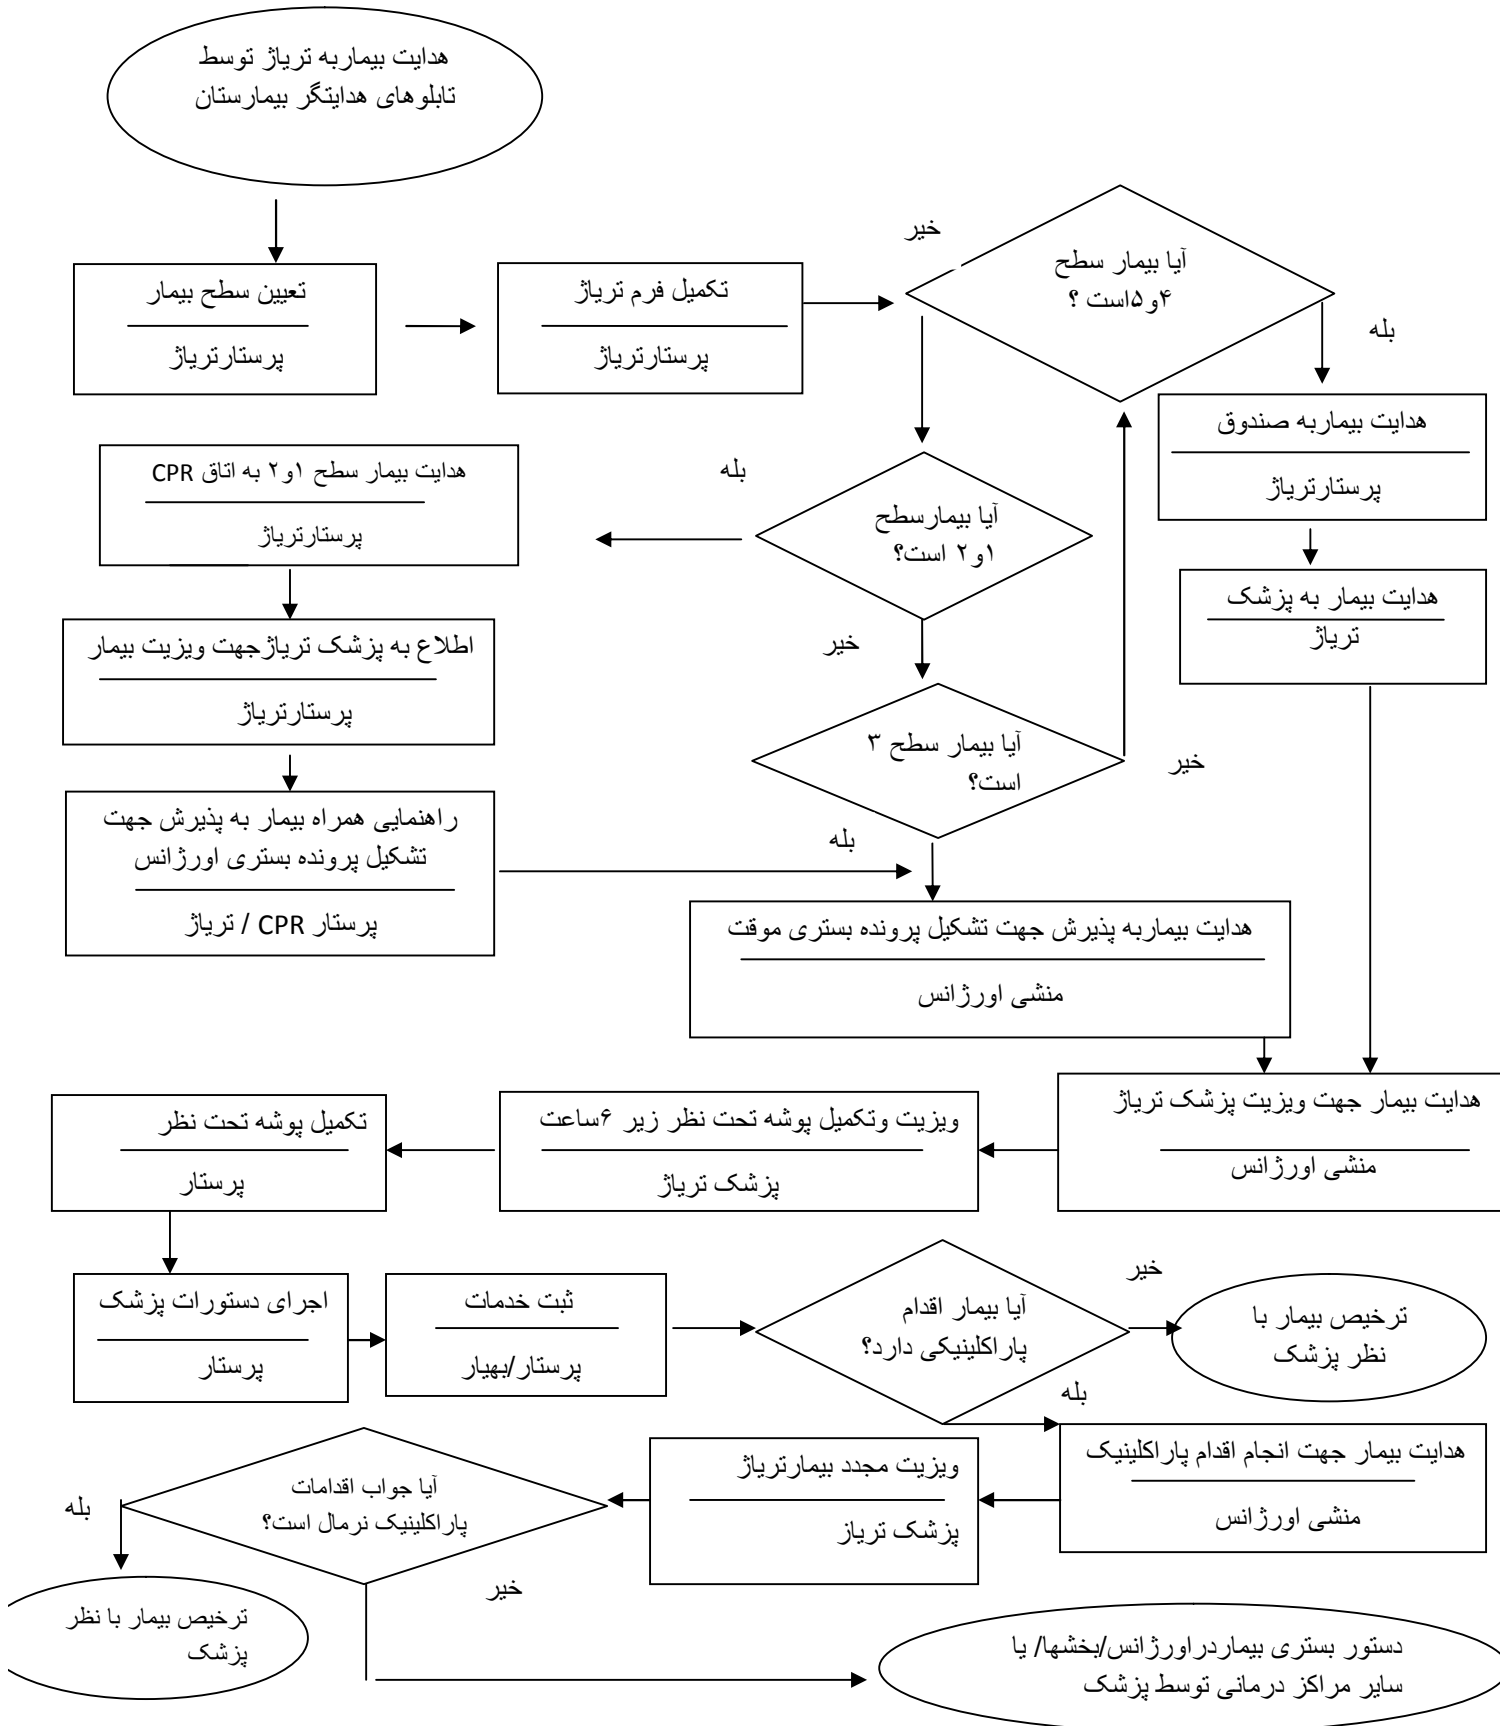 هدایت بیماربه تریاژ توسط
تابلوهای هدایتگر بیمارستان
خیر
آیا بیمار سطح
۴و۵است ؟
بله
تعیین سطح بیمار
پرستارتریاژ
تکمیل فرم تریاژ
پرستارتریاژ
هدایت بیماربه صندوق
پرستارتریاژ
هدایت بیمار سطح ۱و۲ به اتاق CPR
پرستارتریاژ
بله
آیا بیمارسطح
۱و۲ است؟
خیر
هدایت بیمار به پزشک
تریاژ
اطلاع به پزشک تریاژجهت ویزیت بیمار
پرستارتریاژ
آیا بیمار سطح ۳
است؟
خیر
بله
راهنمایی همراه بیمار به پذیرش جهت
تشکیل پرونده بستری اورژانس
پرستار CPR / تریاژ
هدایت بیماربه پذیرش جهت تشکیل پرونده بستری موقت
منشی اورژانس
هدایت بیمار جهت ویزیت پزشک تریاژ
منشی اورژانس
ویزیت وتکمیل پوشه تحت نظر زیر ۶ساعت
پزشک تریاژ
تکمیل پوشه تحت نظر
پرستار
اجرای دستورات پزشک
پرستار
ثبت خدمات
پرستار/بهیار
آیا بیمار اقدام
پاراکلینیکی دارد؟
خیر
ترخیص بیمار با
نظر پزشک
بله
هدایت بیمار جهت انجام اقدام پاراکلینیک
منشی اورژانس
ویزیت مجدد بیمارتریاژ
پزشک تریاز
آیا جواب اقدامات
پاراکلینیک نرمال است؟
بله
خیر
ترخیص بیمار با نظر
پزشک
دستور بستری بیماردراورژانس/بخشها/ یا
سایر مراکز درمانی توسط پزشک